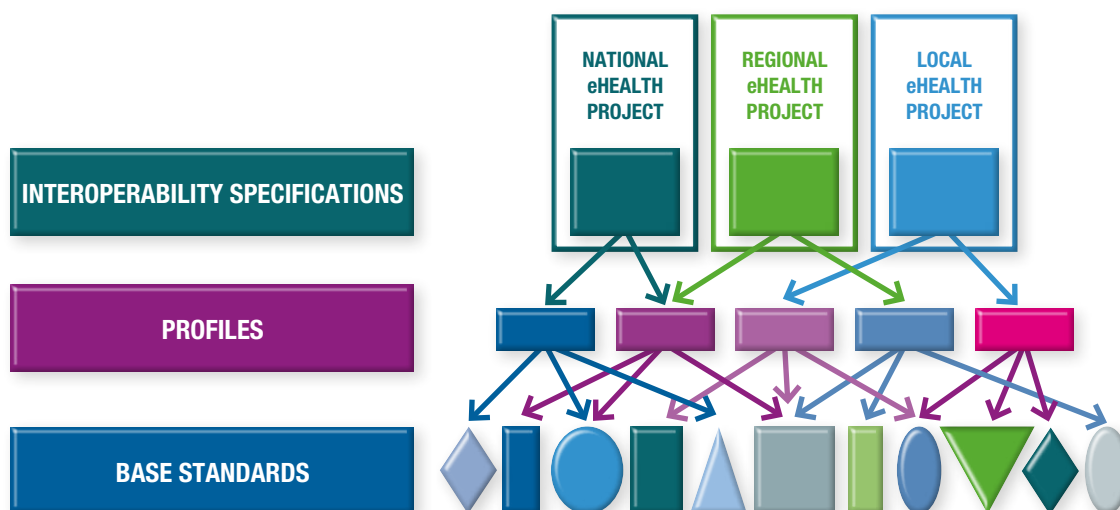 NATIONAL
eHEALTH
PROJECT
REGIONAL
eHEALTH
PROJECT
LOCAL
eHEALTH
PROJECT
INTEROPERABILITY SPECIFICATIONS
PROFILES
BASE STANDARDS